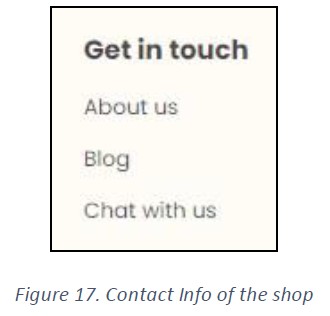 Get in touch
About us
Blog
Chat with us
Figure 17. Contact Info of the shop